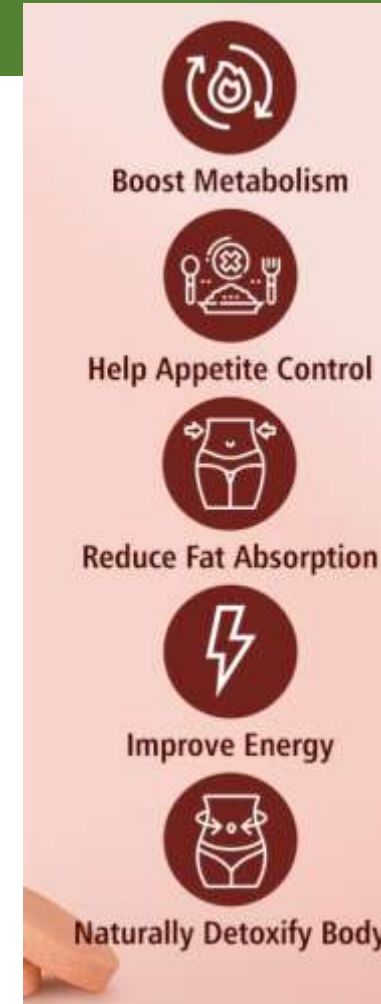 Boost Metabolism
Help Appetite Control
Reduce Fat Absorption
Improve Energy
Naturally Detoxify Body